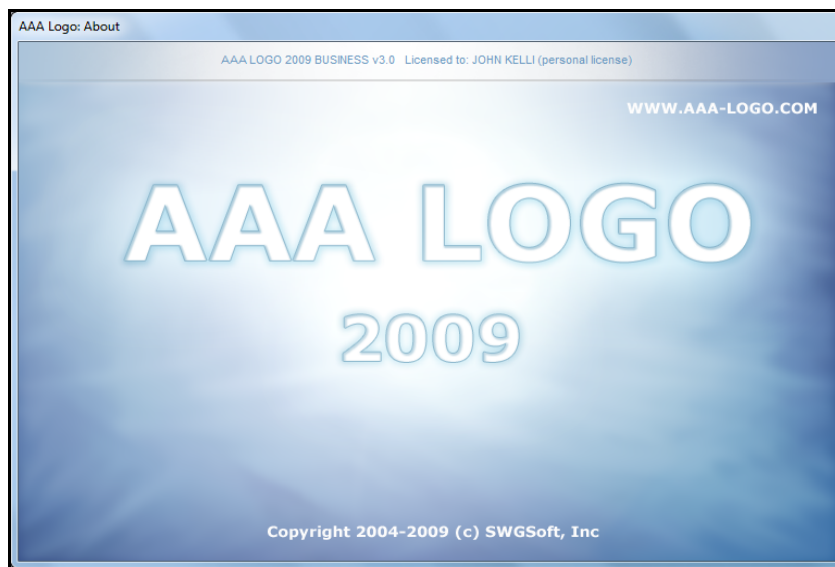 AAA Logo: About
AAA LOGO 2009 BUSINESS v3.0 Licensed to: JOHN KELLI (personal license)
WWW.AAA-LOGO.COM
AAA LOGO
2009
Copyright 2004-2009 (c) SWGSoft, Inc